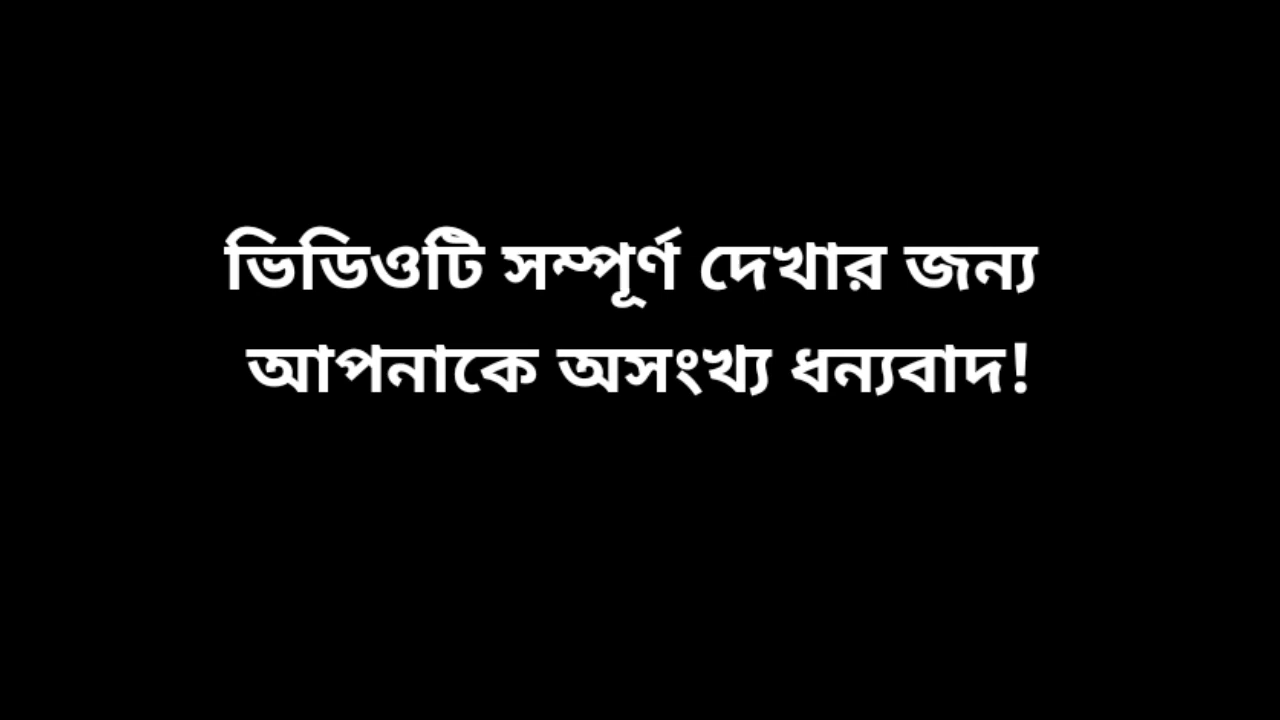 ভিডিওটি সম্পূর্ণ দেখার জন্য
আপনাকে অসংখ্য ধন্যবাদ!